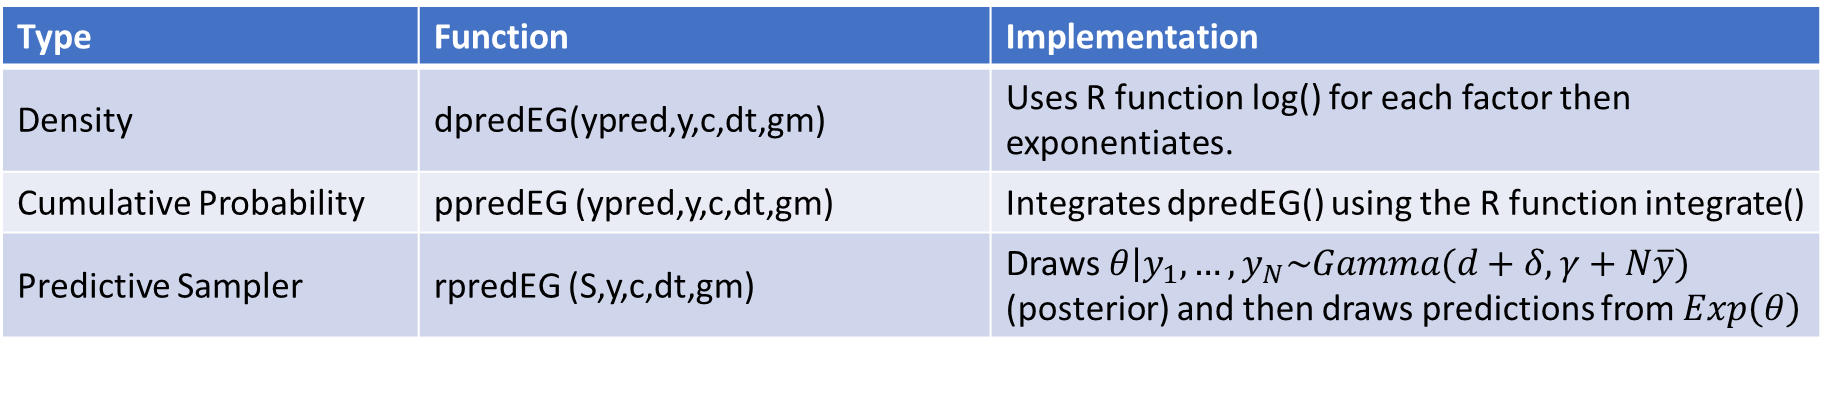 Type Function Implementation
Density dpredEG(ypred,y,c,dt,gm) Uses R function log() for each factor then
exponentiates.
Cumulative Probability ppredEG (ypred,y,c,dt,gm) Integrates dpredEG() using the R function integrate()
Predictive Sampler rpredEG (S,y,c,dt,gm) Draws θ|y₁, … , y_N~Gamma(d + δ, γ + Nȳ)
(posterior) and then draws predictions from Exp(θ)